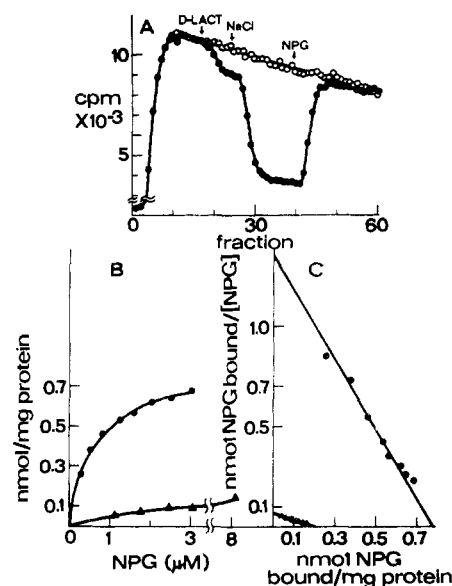 A
D-LACT NaCl
NPG
10
cpm
X10-3
5
0 30 60
fraction
B
nmol/mg protein
0.7
0.5
0.3
0.1
0 1 3 8
NPG (μM)
C
nmol NPG bound/[NPG]
1.0
0.7
0.5
0.1
0.1 0.3 0.5 0.7
nmol NPG
bound/mg protein